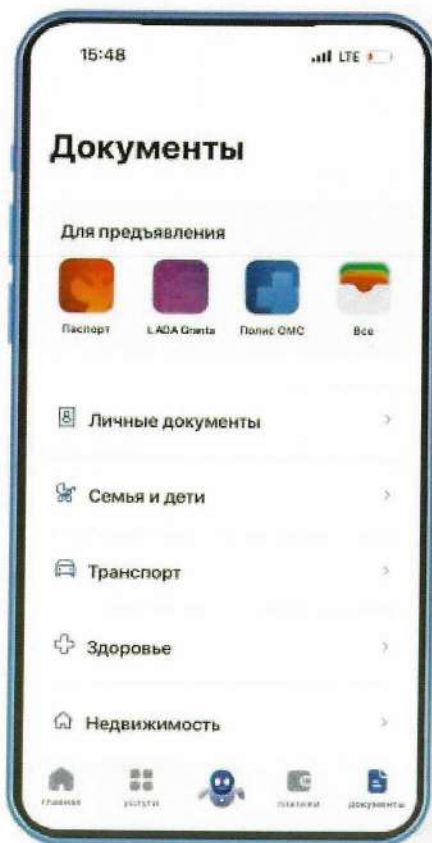 15:48 LTE
Документы
Для предъявления
Паспорт LADA Granta Полис ОМС Все
Личные документы
Семья и дети
Транспорт
Здоровье
Недвижимость
главная услуги платежи документы